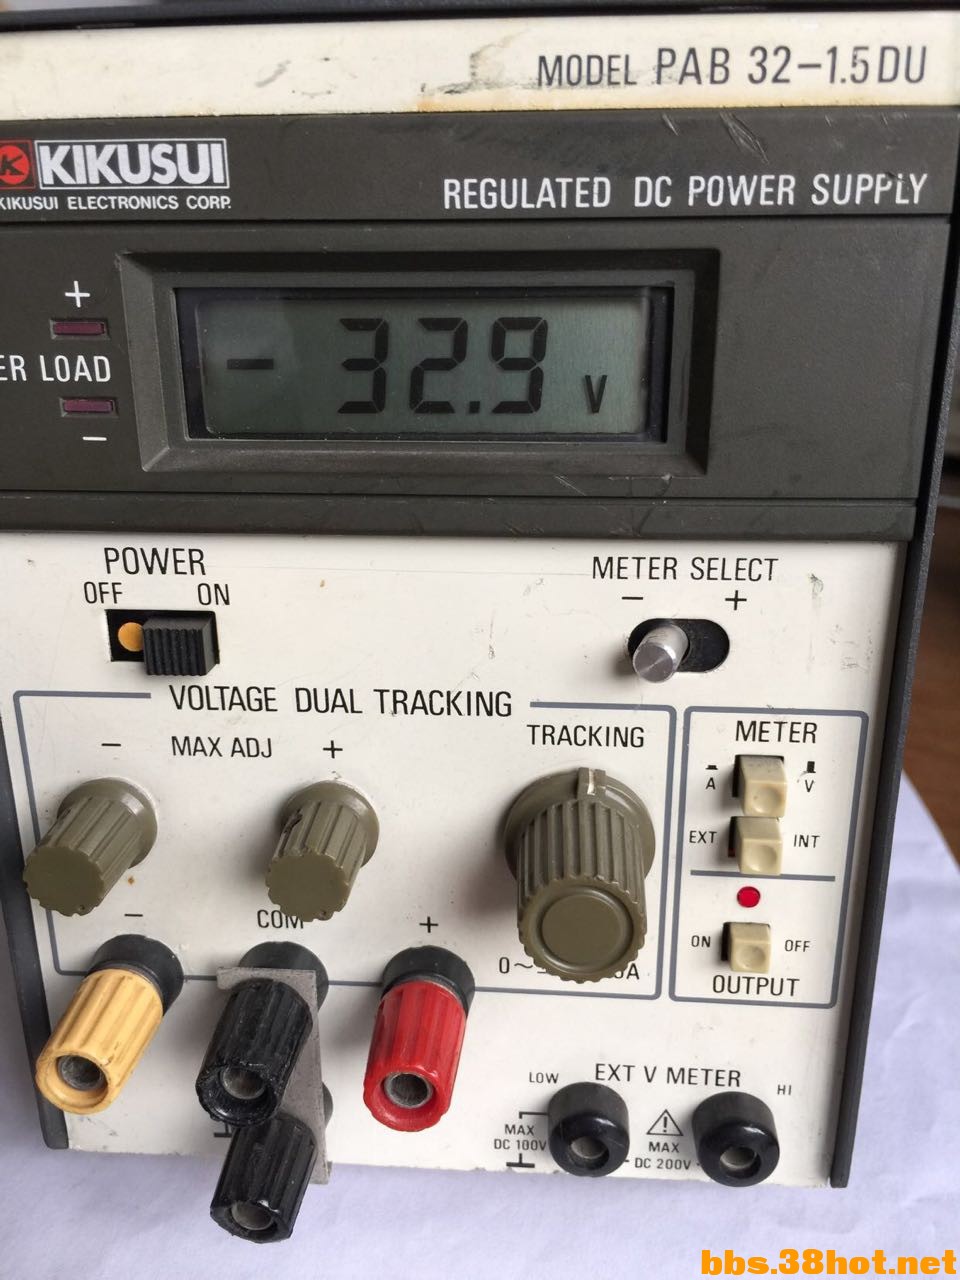 MODEL PAB 32-1.5DU
K KIKUSUI
KIKUSUI ELECTRONICS CORP.
REGULATED DC POWER SUPPLY
+
ER LOAD
−
- 32.9 V
POWER
OFF ON
METER SELECT
− +
VOLTAGE DUAL TRACKING
− MAX ADJ +
TRACKING
METER
A V
EXT INT
− COM +
ON OFF
OUTPUT
EXT V METER
LOW HI
MAX
DC 100V
MAX
DC 200V
bbs.38hot.net